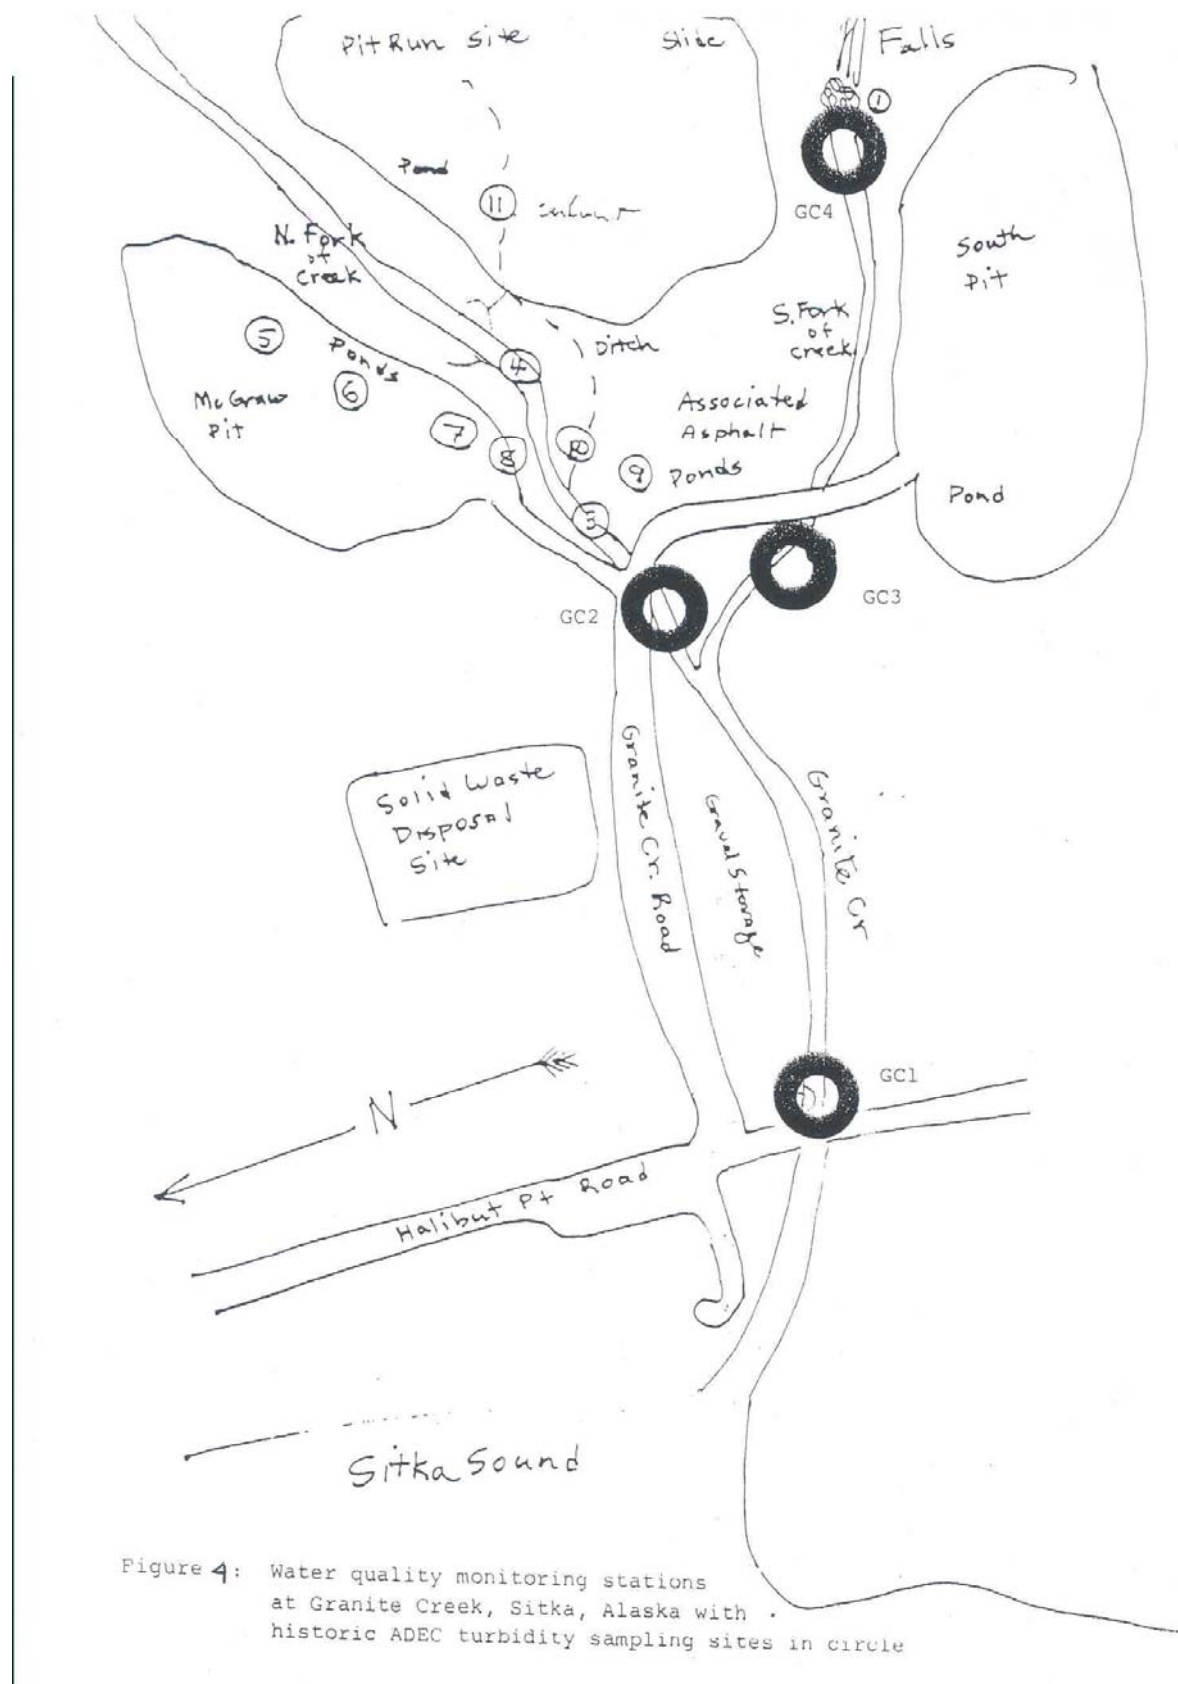 Pit Run Site
Slide
Falls
1
GC4
Pond
11
N. Fork
of
Creek
South
Pit
S. Fork
of
creek
5
Ponds
Ditch
4
6
McGraw
Pit
Associated
Asphalt
7
8
10
9
Ponds
Pond
GC2
GC3
Granite Cr. Road
Solid Waste
Disposal
Site
Gravel Storage
Granite Cr
GC1
N
Halibut Pt Road
Sitka Sound
Figure 4: Water quality monitoring stations
at Granite Creek, Sitka, Alaska with
historic ADEC turbidity sampling sites in circle